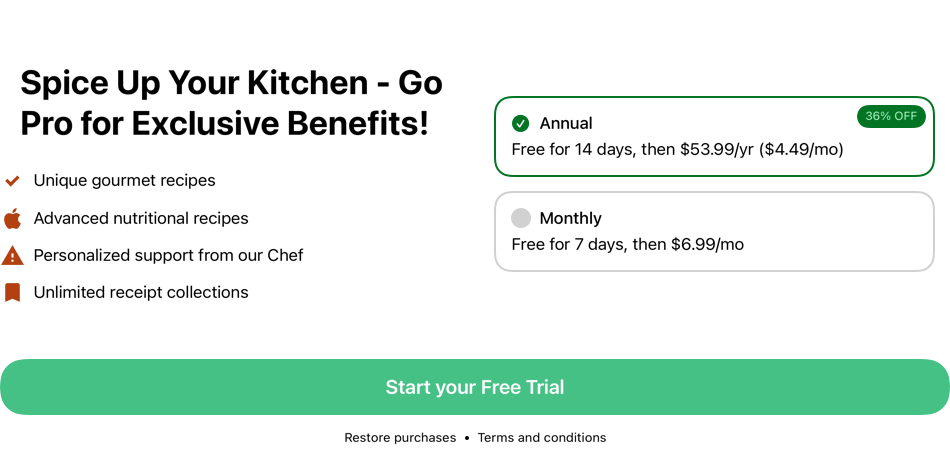 Spice Up Your Kitchen - Go
Pro for Exclusive Benefits!
Unique gourmet recipes
Advanced nutritional recipes
Personalized support from our Chef
Unlimited receipt collections
36% OFF
Annual
Free for 14 days, then $53.99/yr ($4.49/mo)
Monthly
Free for 7 days, then $6.99/mo
Start your Free Trial
Restore purchases • Terms and conditions